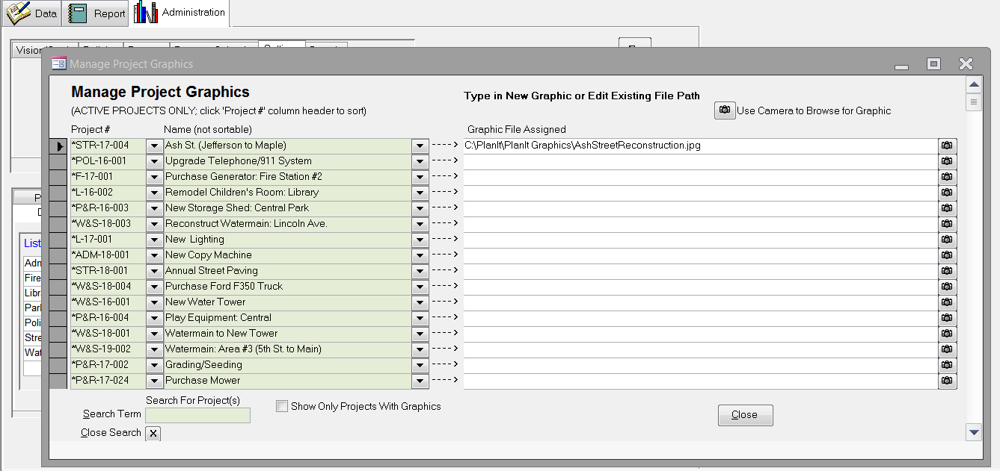 Data Report Administration
Vision
Manage Project Graphics
Manage Project Graphics
Type in New Graphic or Edit Existing File Path
(ACTIVE PROJECTS ONLY; click 'Project #' column header to sort)
Use Camera to Browse for Graphic
Project # Name (not sortable) Graphic File Assigned
*STR-17-004 Ash St. (Jefferson to Maple) ----> C:\PlanIt\PlanIt Graphics\AshStreetReconstruction.jpg
*POL-16-001 Upgrade Telephone/911 System ---->
*F-17-001 Purchase Generator: Fire Station #2 ---->
*L-16-002 Remodel Children's Room: Library ---->
*P&R-16-003 New Storage Shed: Central Park ---->
*W&S-18-003 Reconstruct Watermain: Lincoln Ave. ---->
*L-17-001 New Lighting ---->
*ADM-18-001 New Copy Machine ---->
*STR-18-001 Annual Street Paving ---->
*W&S-18-004 Purchase Ford F350 Truck ---->
*W&S-16-001 New Water Tower ---->
*P&R-16-004 Play Equipment: Central ---->
*W&S-18-001 Watermain to New Tower ---->
*W&S-19-002 Watermain: Area #3 (5th St. to Main) ---->
*P&R-17-002 Grading/Seeding ---->
*P&R-17-024 Purchase Mower ---->
List
Adm
Fire
Libr
Park
Poli
Stre
Wat
Search For Project(s)
Search Term
Show Only Projects With Graphics
Close
Close Search X